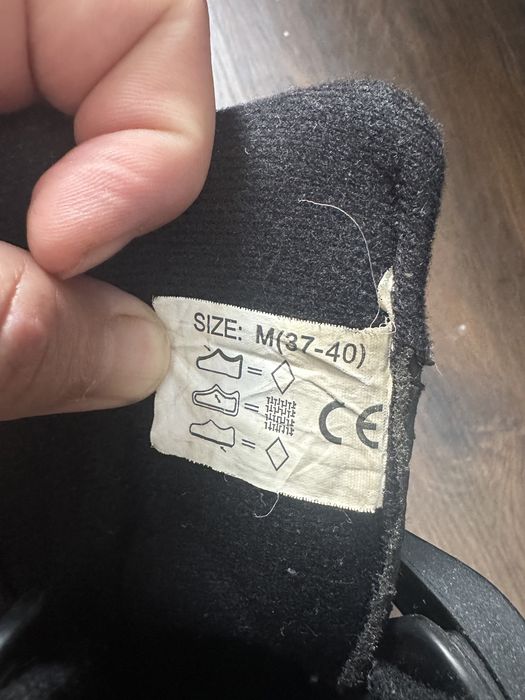 SIZE: M(37-40)
=
=
=
CE